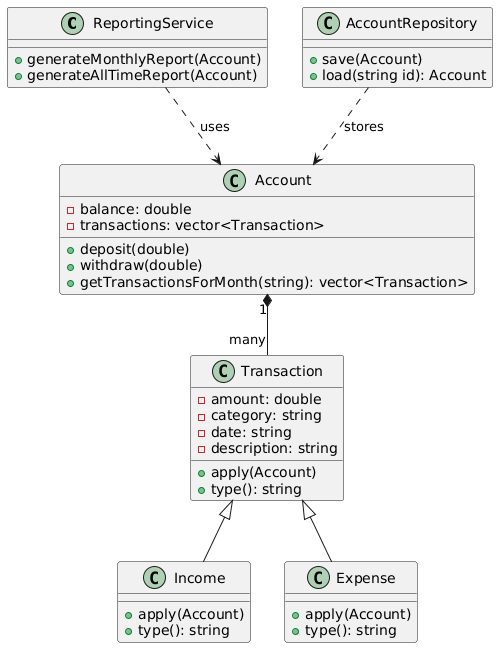 C ReportingService
+generateMonthlyReport(Account)
+generateAllTimeReport(Account)
C AccountRepository
save(Account)
load(string id): Account
uses
stores
C Account
balance: double
transactions: vector<Transaction>
deposit(double)
withdraw(double)
getTransactionsForMonth(string): vector<Transaction>
1
many
C Transaction
amount: double
category: string
date: string
description: string
apply(Account)
type(): string
C Income
apply(Account)
type(): string
C Expense
apply(Account)
type(): string